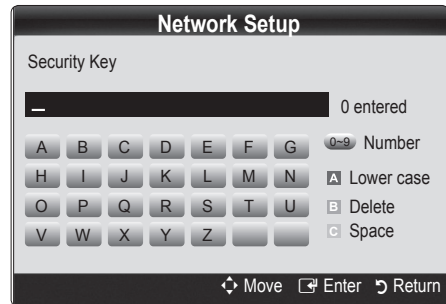 Network Setup
Security Key
_ 0 entered
A B C D E F G 0~9 Number
H I J K L M N A Lower case
O P Q R S T U B Delete
V W X Y Z C Space
Move Enter Return